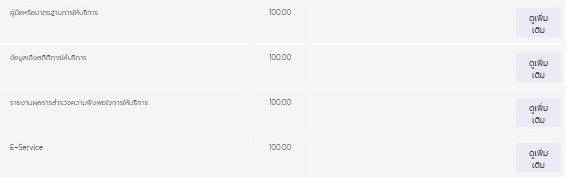 คู่มือหรือมาตรฐานการให้บริการ 100.00 ดูเพิ่ม
เติม
ข้อมูลเชิงสถิติการให้บริการ 100.00 ดูเพิ่ม
เติม
รายงานผลการสำรวจความพึงพอใจการให้บริการ 100.00 ดูเพิ่ม
เติม
E-Service 100.00 ดูเพิ่ม
เติม